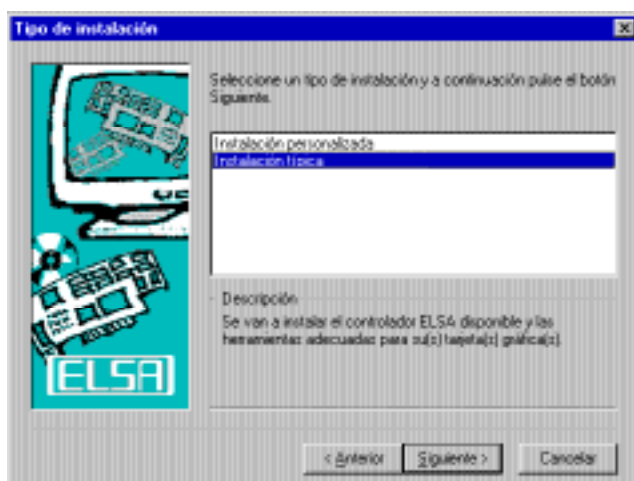 Tipo de instalación
Seleccione un tipo de instalación y a continuación pulse el botón
Siguiente.
Instalación personalizada
Instalación típica
Descripción
Se van a instalar el controlador ELSA disponible y las
herramientas adecuadas para su(s) tarjeta(s) gráfica(s).
ELSA
< Anterior
Siguiente >
Cancelar